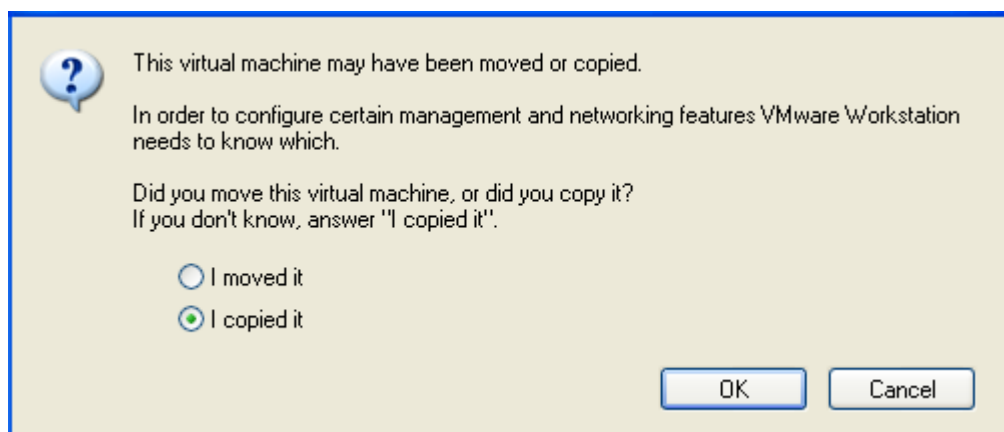 This virtual machine may have been moved or copied.
In order to configure certain management and networking features VMware Workstation
needs to know which.
Did you move this virtual machine, or did you copy it?
If you don't know, answer "I copied it".
I moved it
I copied it
OK
Cancel